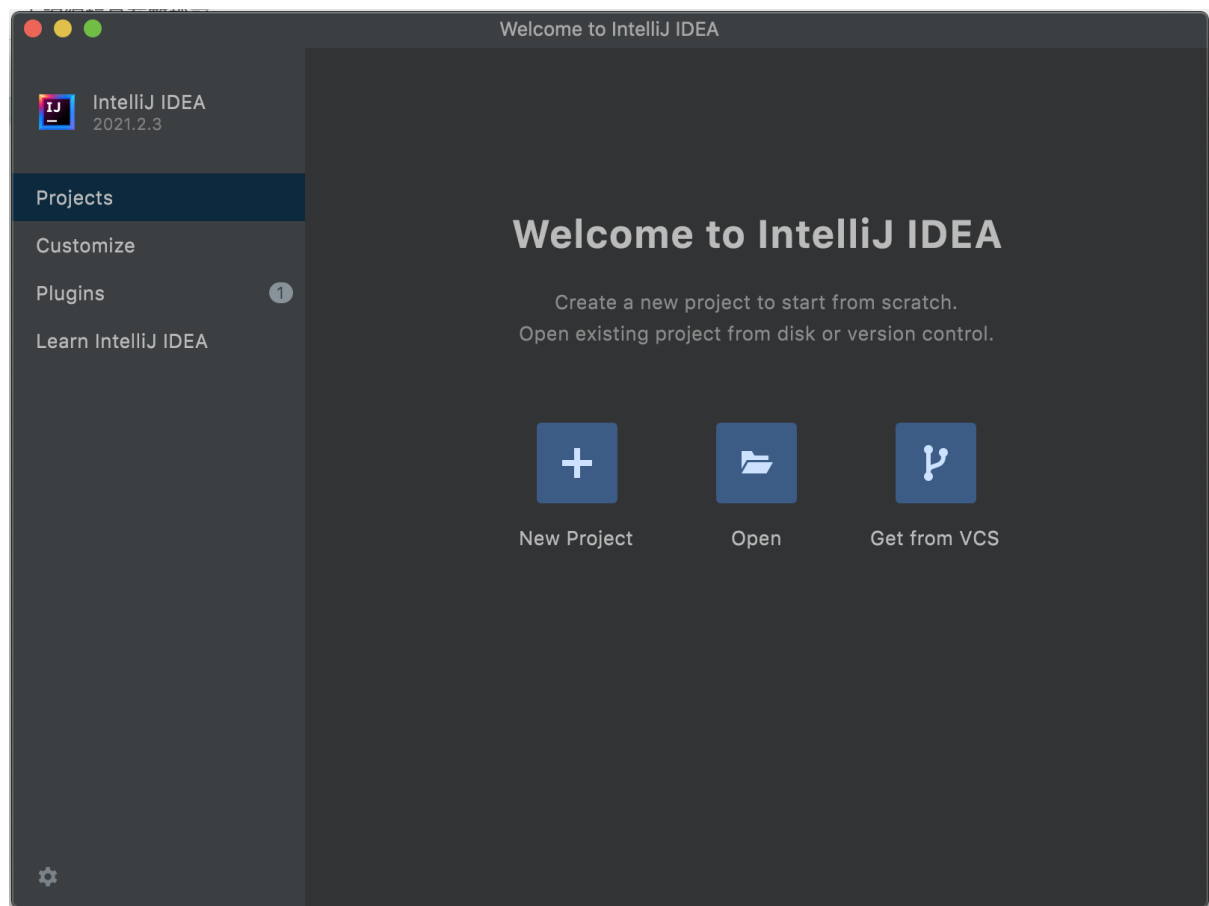 Welcome to IntelliJ IDEA
IJ
IntelliJ IDEA
2021.2.3
Projects
Customize
Plugins 1
Learn IntelliJ IDEA
Welcome to IntelliJ IDEA
Create a new project to start from scratch.
Open existing project from disk or version control.
New Project Open Get from VCS